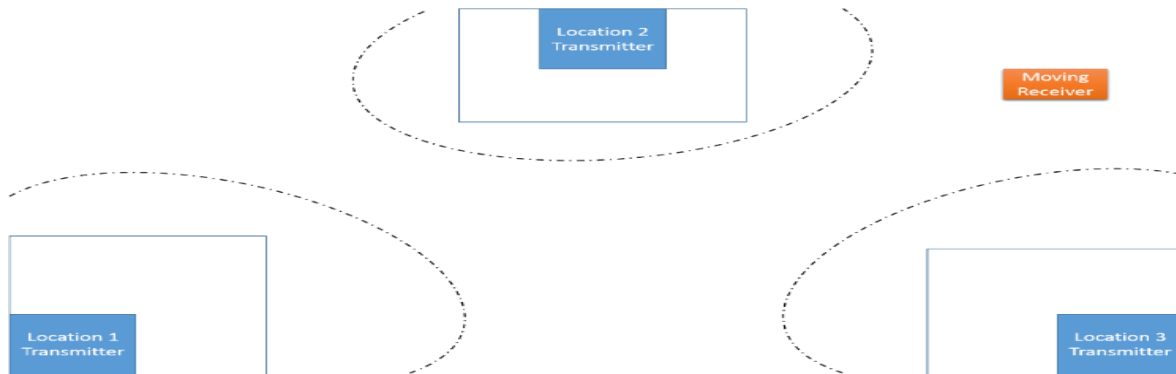 Location 2
Transmitter
Moving
Receiver
Location 1
Transmitter
Location 3
Transmitter